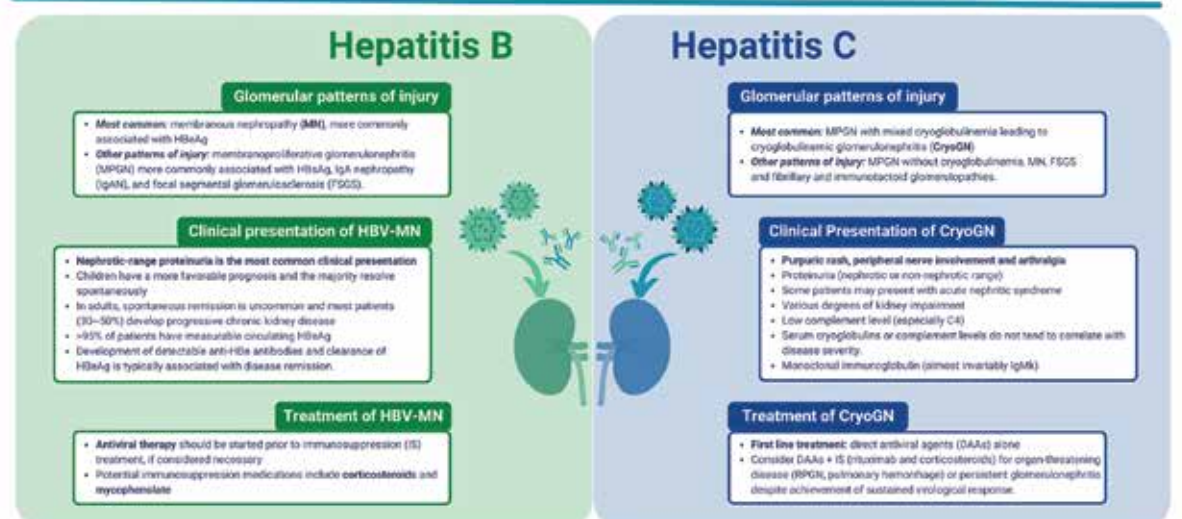 Hepatitis B
Glomerular patterns of injury
• Most common: membranous nephropathy (MN), more commonly
associated with HBeAg
• Other patterns of injury: membranoproliferative glomerulonephritis
(MPGN) more commonly associated with HBsAg, IgA nephropathy
(IgAN), and focal segmental glomerulosclerosis (FSGS).
Clinical presentation of HBV-MN
• Nephrotic-range proteinuria is the most common clinical presentation
• Children have a more favorable prognosis and the majority resolve
spontaneously
• In adults, spontaneous remission is uncommon and most patients
(30–50%) develop progressive chronic kidney disease
• >95% of patients have measurable circulating HBeAg
• Development of detectable anti-HBe antibodies and clearance of
HBeAg is typically associated with disease remission.
Treatment of HBV-MN
• Antiviral therapy should be started prior to immunosuppression (IS)
treatment, if considered necessary
• Potential immunosuppression medications include corticosteroids and
mycophenolate
Hepatitis C
Glomerular patterns of injury
• Most common: MPGN with mixed cryoglobulinemia leading to
cryoglobulinemic glomerulonephritis (CryoGN)
• Other patterns of injury: MPGN without cryoglobulinemia, MN, FSGS
and fibrillary and immunotactoid glomerulopathies.
Clinical Presentation of CryoGN
• Purpuric rash, peripheral nerve involvement and arthralgia
• Proteinuria (nephrotic or non-nephrotic range)
• Some patients may present with acute nephritic syndrome
• Various degrees of kidney impairment
• Low complement level (especially C4)
• Serum cryoglobulins or complement levels do not tend to correlate with
disease severity.
• Monoclonal immunoglobulin (almost invariably IgMk)
Treatment of CryoGN
• First line treatment: direct antiviral agents (DAAs) alone
• Consider DAAs + IS (rituximab and corticosteroids) for organ-threatening
disease (RPGN, pulmonary hemorrhage) or persistent glomerulonephritis
despite achievement of sustained virological response.